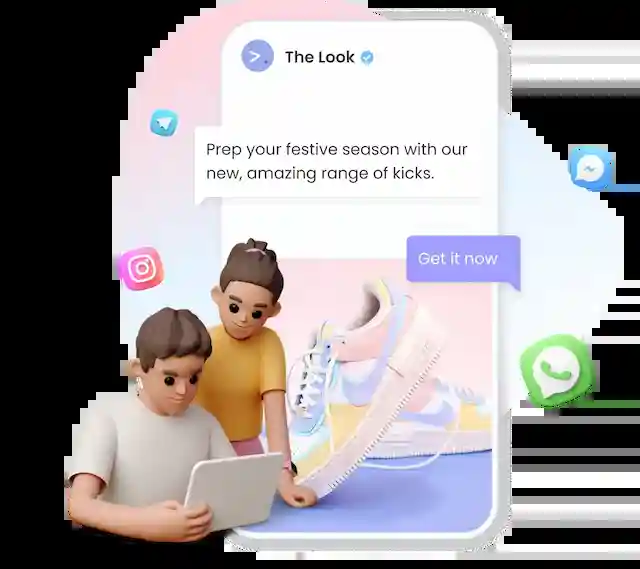 The Look
Prep your festive season with our
new, amazing range of kicks.
Get it now